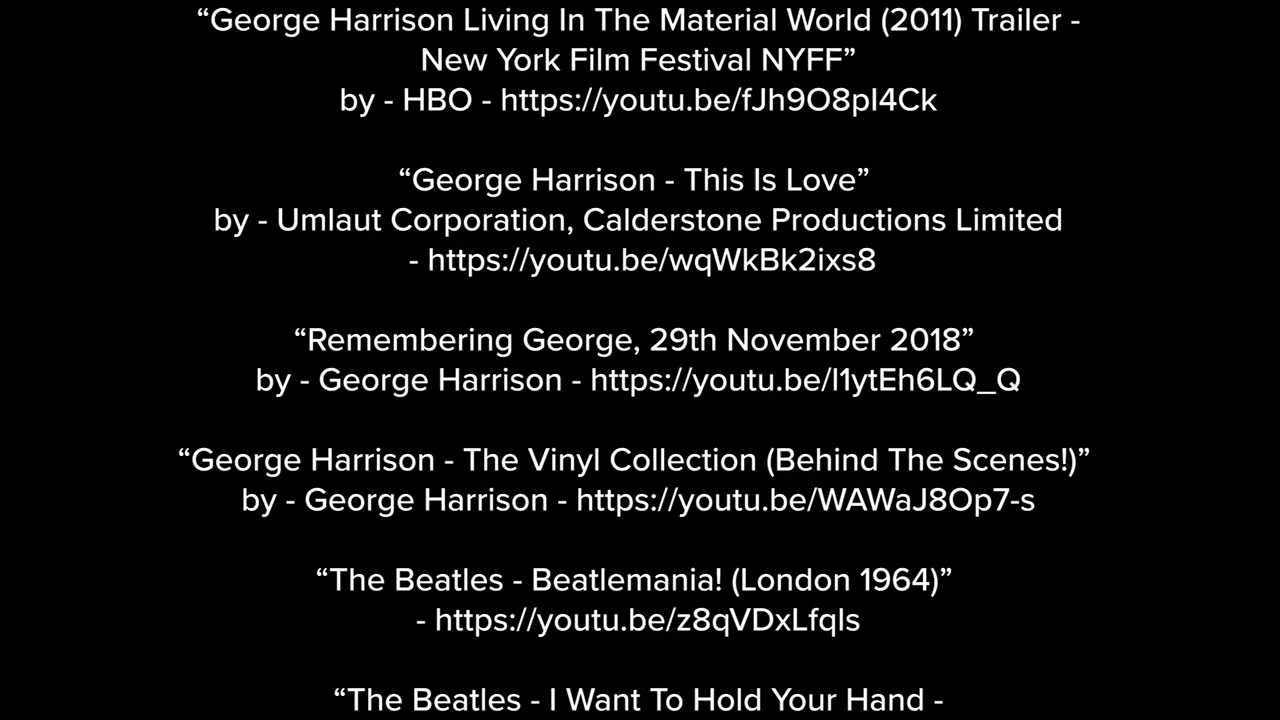 “George Harrison Living In The Material World (2011) Trailer -
New York Film Festival NYFF”
by - HBO - https://youtu.be/fJh9O8pI4Ck
“George Harrison - This Is Love”
by - Umlaut Corporation, Calderstone Productions Limited
- https://youtu.be/wqWkBk2ixs8
“Remembering George, 29th November 2018”
by - George Harrison - https://youtu.be/l1ytEh6LQ_Q
“George Harrison - The Vinyl Collection (Behind The Scenes!)”
by - George Harrison - https://youtu.be/WAWaJ8Op7-s
“The Beatles - Beatlemania! (London 1964)”
- https://youtu.be/z8qVDxLfqls
“The Beatles - I Want To Hold Your Hand -